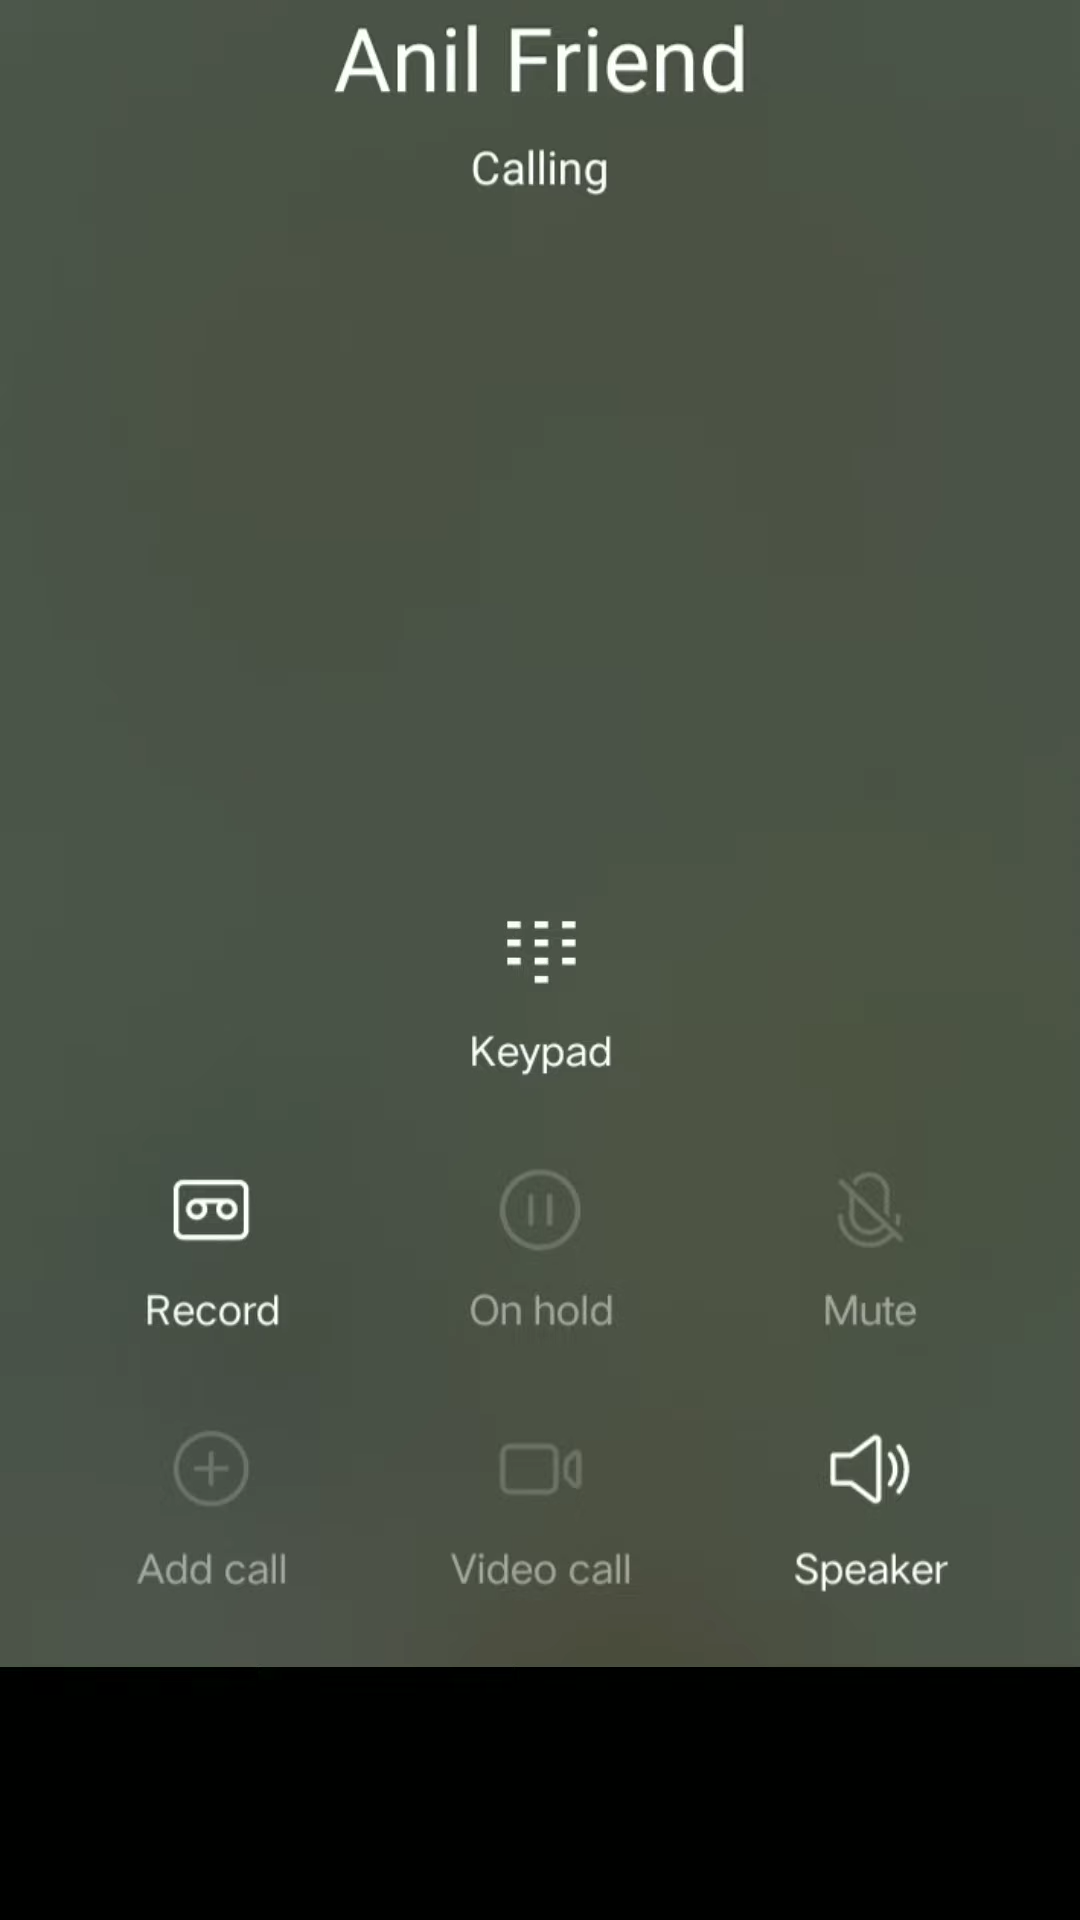 Anil Friend
Calling
Keypad
Record On hold Mute
Add call Video call Speaker